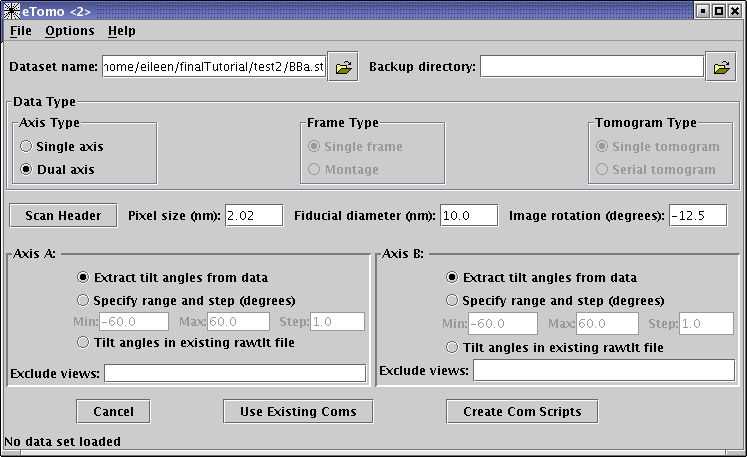 eTomo <2>
File Options Help
Dataset name: home/eileen/finalTutorial/test2/BBa.st Backup directory:
Data Type
Axis Type Frame Type Tomogram Type
Single axis Single frame Single tomogram
Dual axis Montage Serial tomogram
Scan Header Pixel size (nm): 2.02 Fiducial diameter (nm): 10.0 Image rotation (degrees): -12.5
Axis A: Axis B:
Extract tilt angles from data Extract tilt angles from data
Specify range and step (degrees) Specify range and step (degrees)
Min: -60.0 Max: 60.0 Step: 1.0 Min: -60.0 Max: 60.0 Step: 1.0
Tilt angles in existing rawtlt file Tilt angles in existing rawtlt file
Exclude views: Exclude views:
Cancel Use Existing Coms Create Com Scripts
No data set loaded